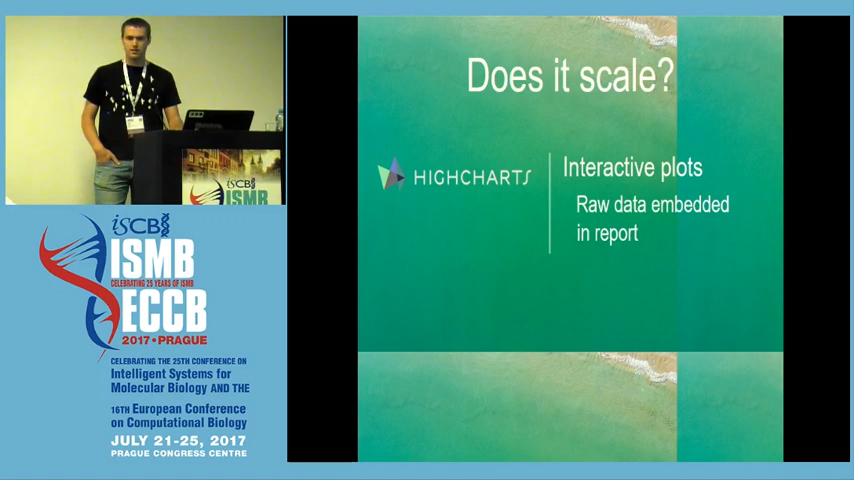 Does it scale?
HIGHCHARTS
Interactive plots
Raw data embedded
in report
iSCB
ISMB
iSCB
ISMB
CELEBRATING 25 YEARS OF ISMB
ECCB
2017 • PRAGUE
CELEBRATING THE 25TH CONFERENCE ON
Intelligent Systems for
Molecular Biology AND THE
16TH European Conference
on Computational Biology
JULY 21-25, 2017
PRAGUE CONGRESS CENTRE